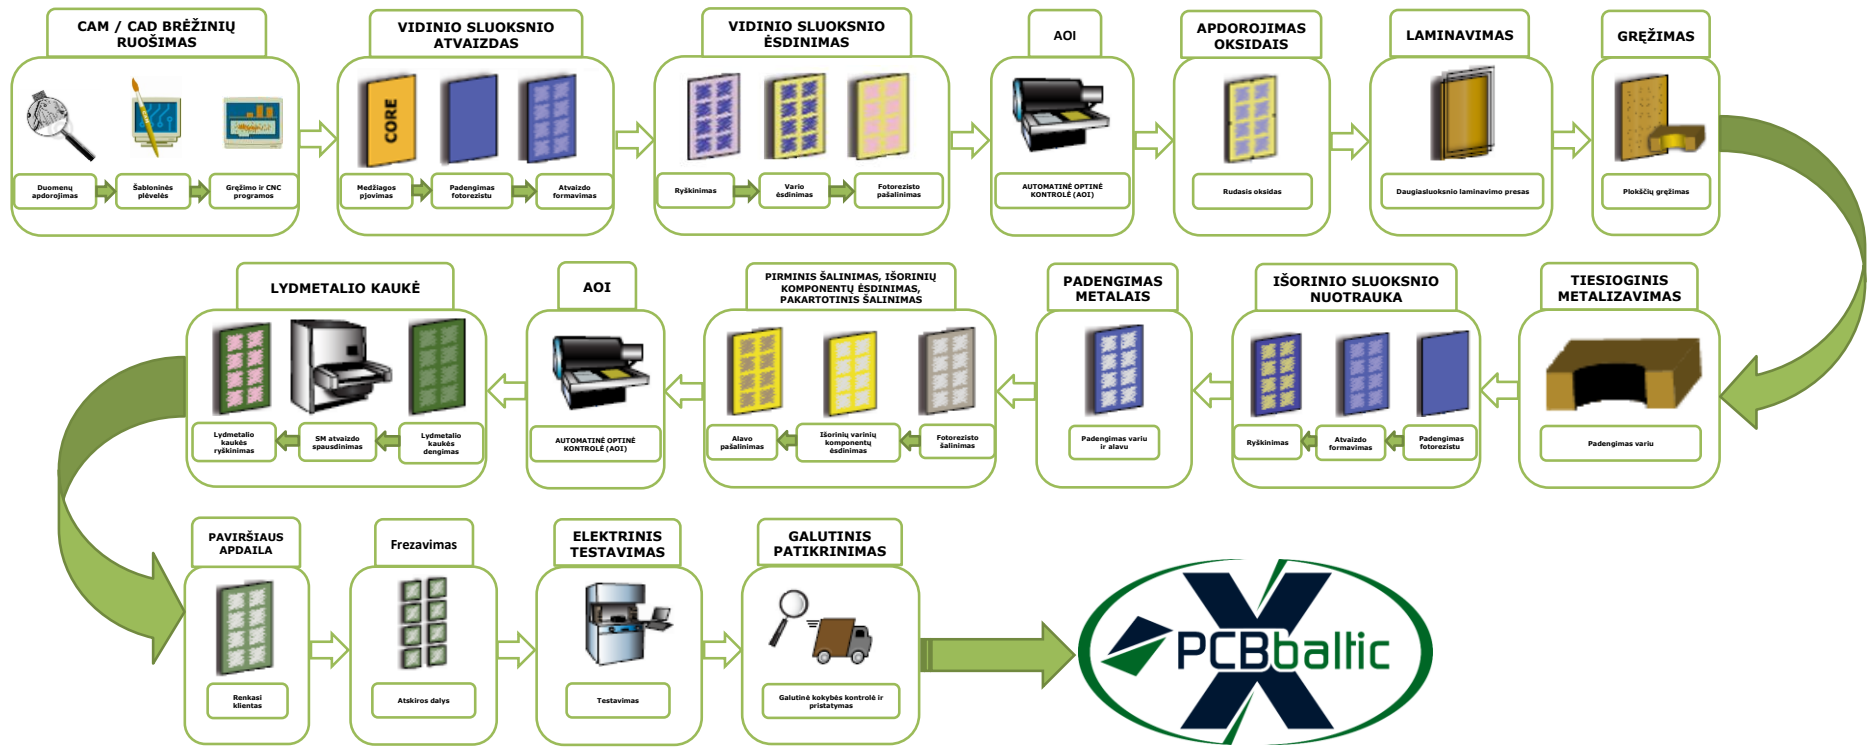 CAM / CAD BRĖŽINIŲ
RUOŠIMAS
Duomenų
apdorojimas
Šabloninės
plėvelės
Gręžimo ir CNC
programos
VIDINIO SLUOKSNIO
ATVAIZDAS
CORE
Medžiagos
pjovimas
Padengimas
fotorezistu
Atvaizdo
formavimas
VIDINIO SLUOKSNIO
ĖSDINIMAS
Ryškinimas
Vario
ėsdinimas
Fotorezisto
pašalinimas
AOI
AUTOMATINĖ OPTINĖ
KONTROLĖ (AOI)
APDOROJIMAS
OKSIDAIS
Rudasis oksidas
LAMINAVIMAS
Daugiasluoksnio laminavimo presas
GRĘŽIMAS
Plokščių gręžimas
TIESIOGINIS
METALIZAVIMAS
Padengimas variu
IŠORINIO SLUOKSNIO
NUOTRAUKA
Padengimas
fotorezistu
Atvaizdo
formavimas
Ryškinimas
PADENGIMAS
METALAIS
Padengimas variu
ir alavu
PIRMINIS ŠALINIMAS, IŠORINIŲ
KOMPONENTŲ ĖSDINIMAS,
PAKARTOTINIS ŠALINIMAS
Fotorezisto
šalinimas
Išorinių varinių
komponentų
ėsdinimas
Alavo
pašalinimas
AOI
AUTOMATINĖ OPTINĖ
KONTROLĖ (AOI)
LYDMETALIO KAUKĖ
Lydmetalio
kaukės
dengimas
SM atvaizdo
spausdinimas
Lydmetalio
kaukės
ryškinimas
PAVIRŠIAUS
APDAILA
Renkasi
klientas
Frezavimas
Atskiros dalys
ELEKTRINIS
TESTAVIMAS
Testavimas
GALUTINIS
PATIKRINIMAS
Galutinė kokybės kontrolė ir
pristatymas
PCBbaltic
X